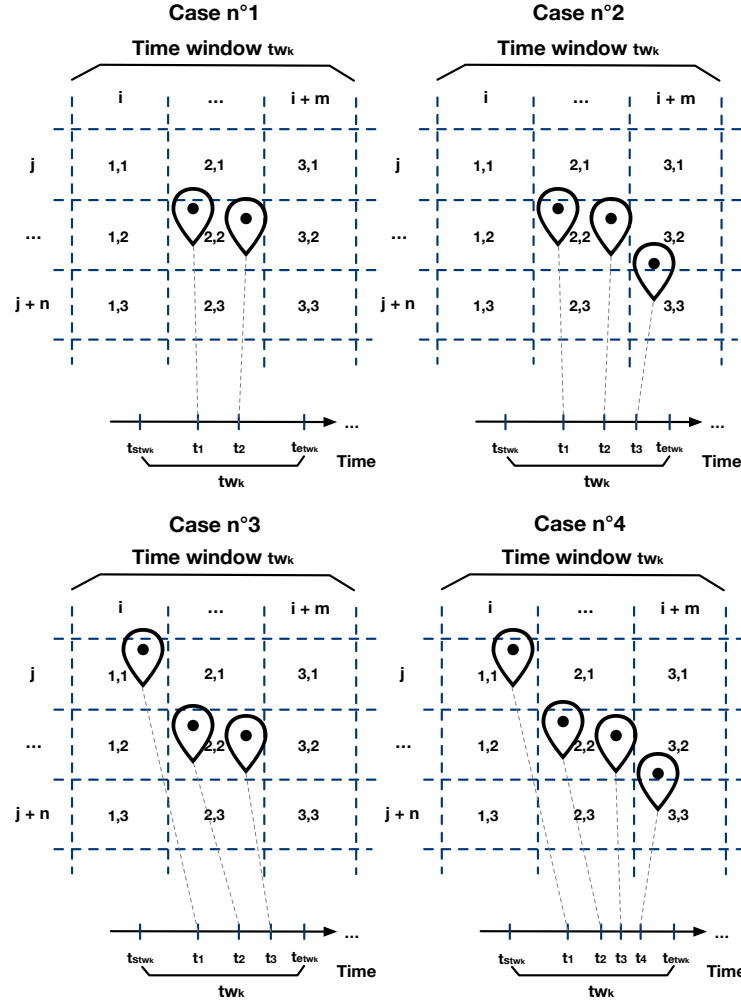 Case n°1
Time window twk
i ... i + m
j 1,1 2,1 3,1
... 1,2 2,2 3,2
j + n 1,3 2,3 3,3
...
tstwk t1 t2 tetwk
Time
twk
Case n°2
Time window twk
i ... i + m
j 1,1 2,1 3,1
... 1,2 2,2 3,2
j + n 1,3 2,3 3,3
...
tstwk t1 t2 t3 tetwk
Time
twk
Case n°3
Time window twk
i ... i + m
j 1,1 2,1 3,1
... 1,2 2,2 3,2
j + n 1,3 2,3 3,3
...
tstwk t1 t2 t3 tetwk
Time
twk
Case n°4
Time window twk
i ... i + m
j 1,1 2,1 3,1
... 1,2 2,2 3,2
j + n 1,3 2,3 3,3
...
tstwk t1 t2 t3 t4 tetwk
Time
twk